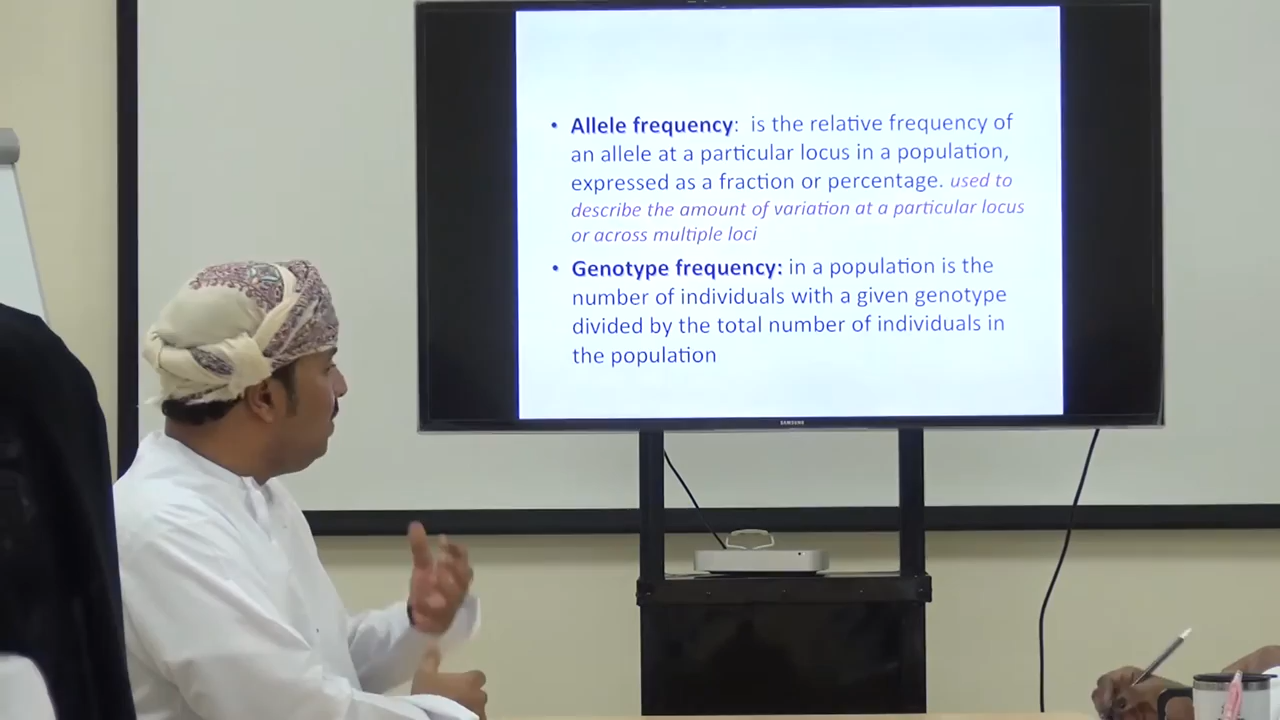 • Allele frequency: is the relative frequency of
an allele at a particular locus in a population,
expressed as a fraction or percentage. used to
describe the amount of variation at a particular locus
or across multiple loci
• Genotype frequency: in a population is the
number of individuals with a given genotype
divided by the total number of individuals in
the population
SAMSUNG